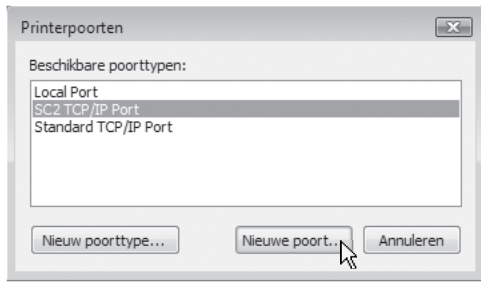 Printerpoorten
Beschikbare poorttypen:
Local Port
SC2 TCP/IP Port
Standard TCP/IP Port
Nieuw poorttype... Nieuwe poort... Annuleren